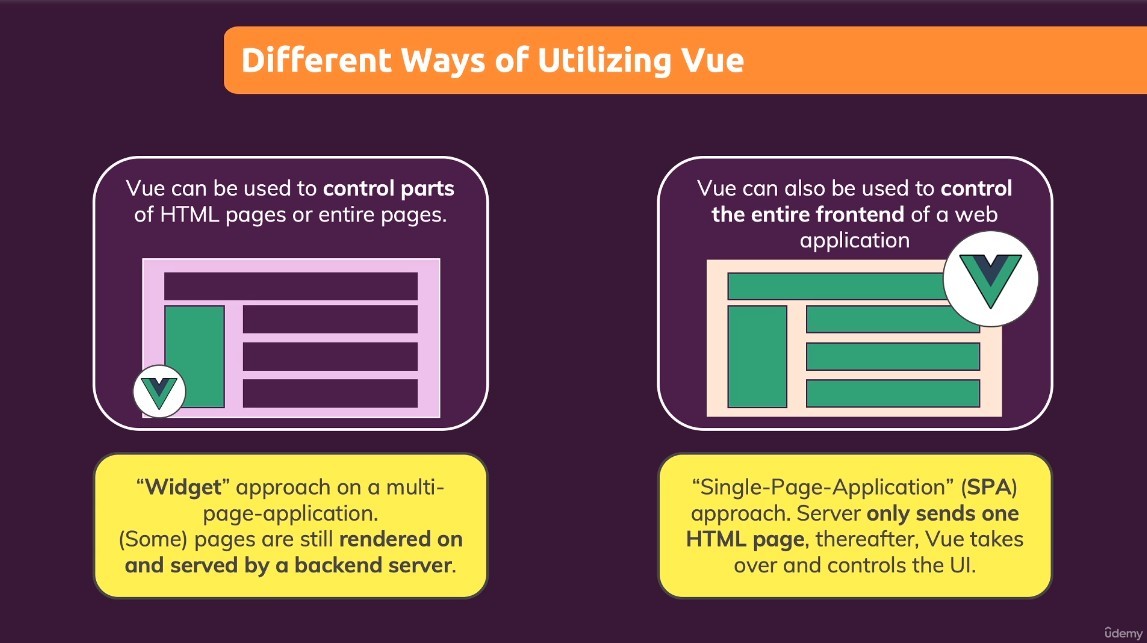 Different Ways of Utilizing Vue
Vue can be used to control parts
of HTML pages or entire pages.
Vue can also be used to control
the entire frontend of a web
application
“Widget” approach on a multi-
page-application.
(Some) pages are still rendered on
and served by a backend server.
“Single-Page-Application” (SPA)
approach. Server only sends one
HTML page, thereafter, Vue takes
over and controls the UI.
ûdemy